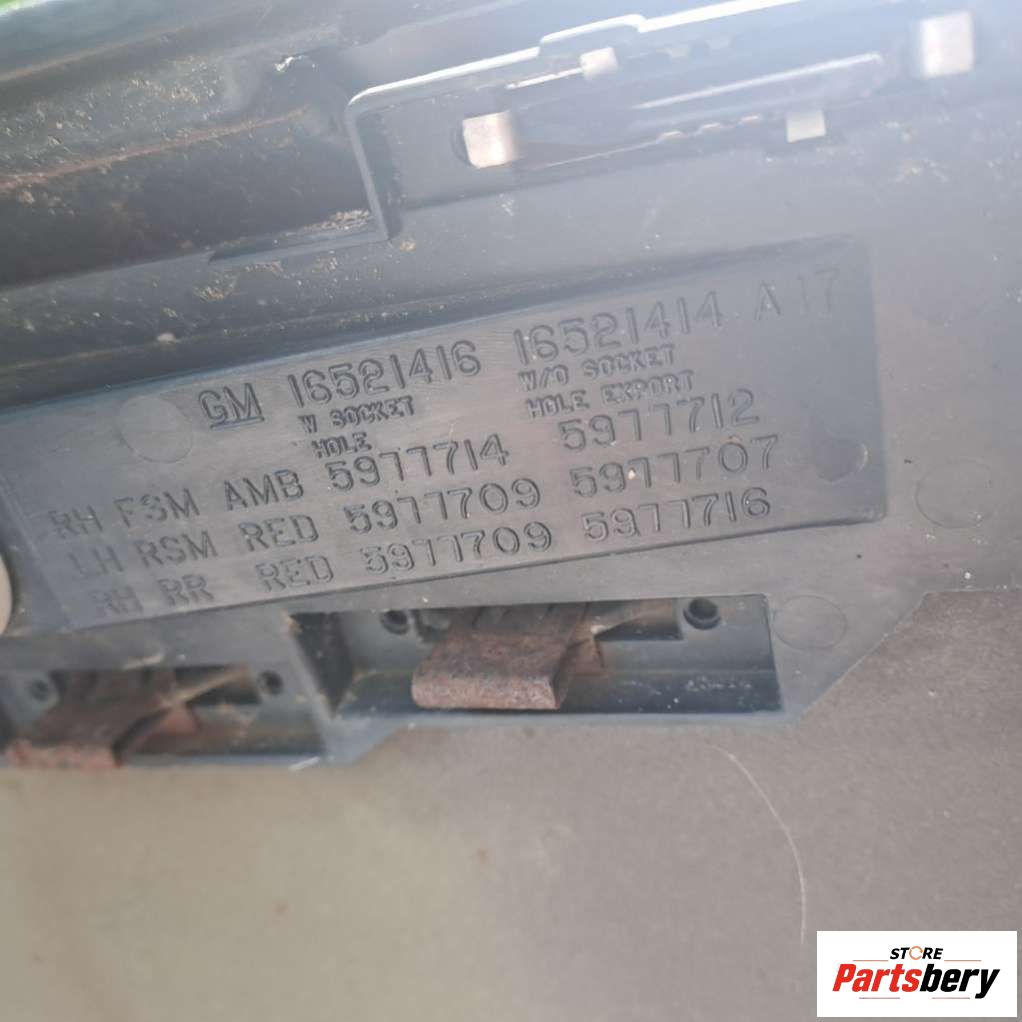 GM 16521416 16521414 A17
W SOCKET W/O SOCKET
HOLE HOLE EXPORT
RH FSM AMB 5977714 5977712
LH RSM RED 5977709 5977707
RH RR RED 5977709 5977716
STORE
Partsbery